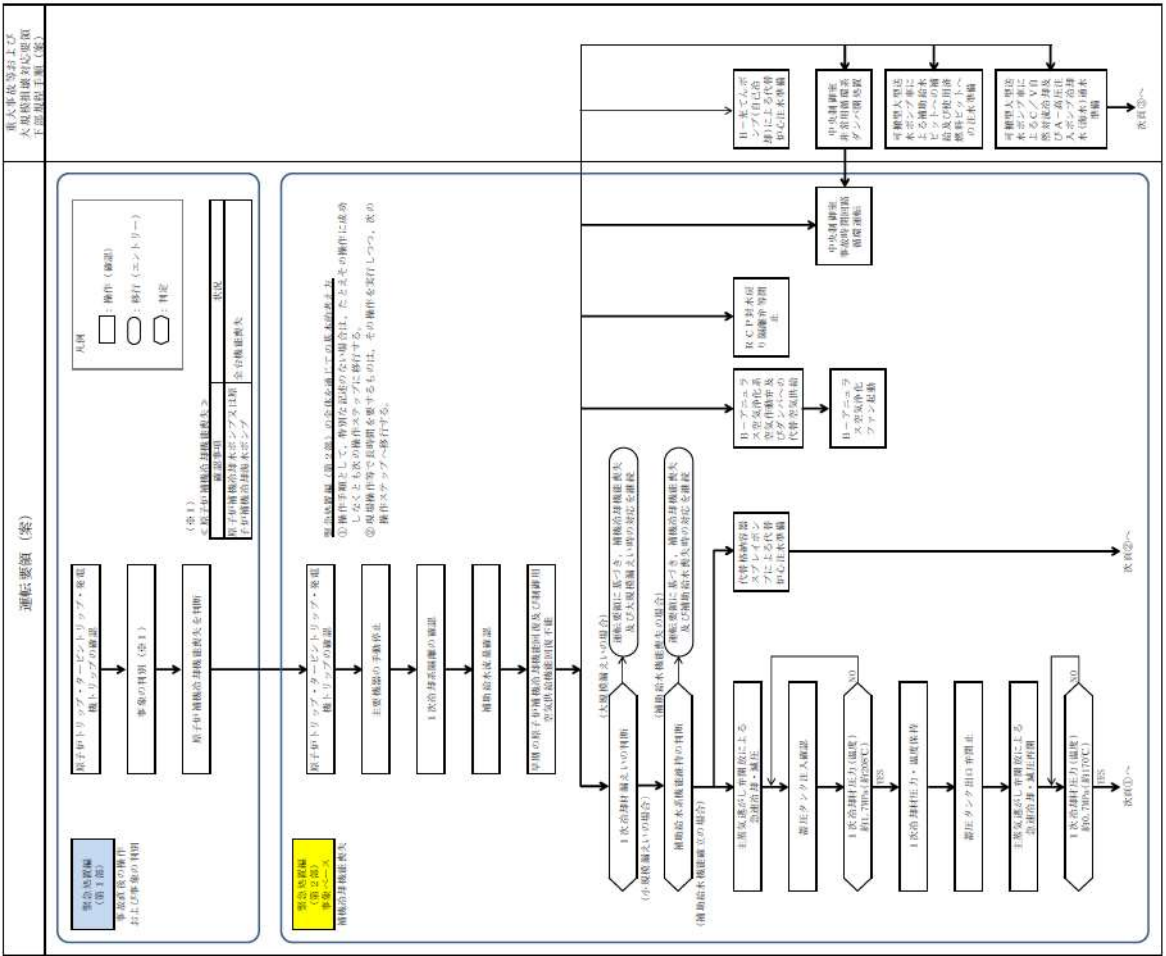 運転要領（案）
重大事故等および
大規模損壊対応要領
下部規程手順（案）
緊急処置編
（第１部）
事故直後の操作
および事象の判別
原子炉トリップ・タービントリップ・発電
機トリップの確認
事象の判別（※１）
原子炉補機冷却機能喪失を判断
（※１）
＜原子炉補機冷却機能喪失＞
確認事項
状況
原子炉補機冷却水ポンプ又は原
子炉補機冷却海水ポンプ
全台機能喪失
凡例
：操作（確認）
：移行（エントリー）
：判定
緊急処置編
（第２部）
事象ベース
補機冷却機能喪失
緊急処置編（第２部）の全体を通じての基本的考え方
① 操作手順として、特別な記述のない場合は、たとえその操作に成功
しなくとも次の操作ステップに移行する。
② 現場操作等で長時間を要するものは、その操作を実行しつつ、次の
操作ステップへ移行する。
原子炉トリップ・タービントリップ・発電
機トリップの確認
主要機器の手動停止
１次冷却系隔離の確認
補助給水流量確認
早期の原子炉補機冷却機能回復及び制御用
空気供給機能回復不能
１次冷却材漏えいの判断
（大規模漏えいの場合）
運転要領に基づき、補機冷却機能喪失
及び大規模漏えい時の対応を継続
（小規模漏えいの場合）
補助給水系機能維持の判断
（補助給水機能喪失の場合）
運転要領に基づき、補機冷却機能喪失
及び補助給水喪失時の対応を継続
（補助給水機能確立の場合）
主蒸気逃がし弁開放による
急速冷却・減圧
蓄圧タンク注入確認
１次冷却材圧力（温度）
約1.7MPa（約208℃）
NO
YES
１次冷却材圧力・温度保持
蓄圧タンク出口弁閉止
主蒸気逃がし弁開放による
急速冷却・減圧再開
１次冷却材圧力（温度）
約0.7MPa（約170℃）
NO
YES
次頁①へ
代替格納容器
スプレイポン
プによる代替
炉心注水準備
次頁②へ
Ｂ－アニュラ
ス空気浄化系
空気作動弁及
びダンパへの
代替空気供給
Ｂ－アニュラ
ス空気浄化
ファン起動
ＲＣＰ封水戻
り隔離弁等閉
止
中央制御室
事故時閉回路
循環運転
Ｂ－充てんポ
ンプ（自己冷
却）による代替
炉心注水準備
中央制御室
非常用循環系
ダンパ開処置
可搬型大型送
水ポンプ車に
よる補助給水
ピットへの補
給及び使用済
燃料ピットへ
の注水準備
可搬型大型送
水ポンプ車に
よるＣ／Ｖ自
然対流冷却及
びＡ－高圧注
入ポンプ冷却
水（海水）通水
準備
次頁③へ